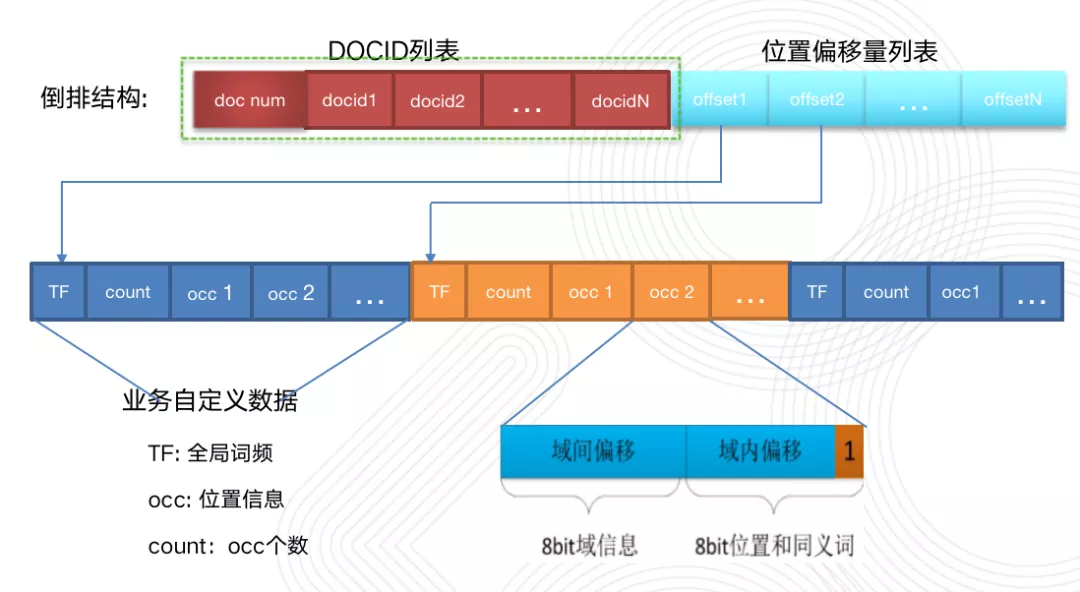 DOCID列表 位置偏移量列表
倒排结构: doc num docid1 docid2 ... docidN offset1 offset2 ... offsetN
TF count occ 1 occ 2 ... TF count occ 1 occ 2 ... TF count occ1 ...
业务自定义数据
TF: 全局词频
域间偏移 域内偏移 1
occ: 位置信息
count：occ个数
8bit域信息 8bit位置和同义词